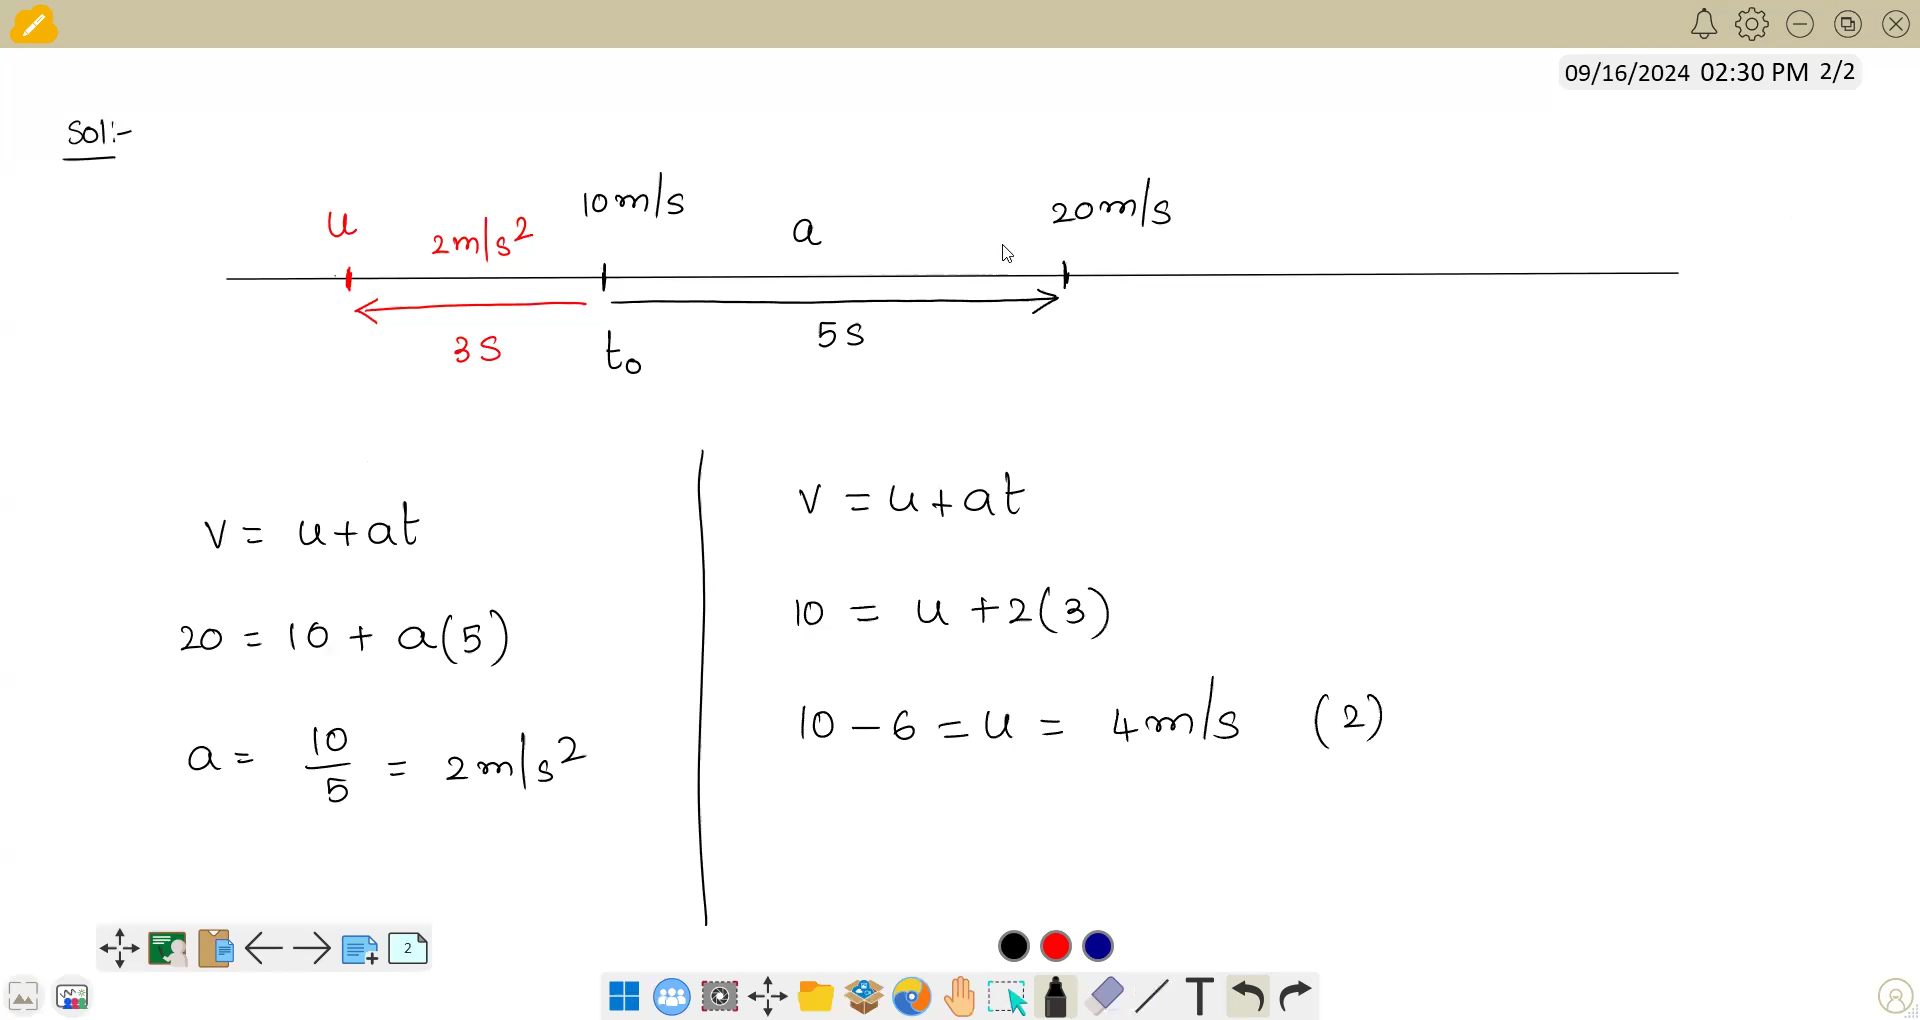 09/16/2024 02:30 PM 2/2
Sol:-
u 2m/s² 10m/s a 20m/s
3s t₀ 5s
v = u+at
20 = 10 + a(5)
a = 10/5 = 2m/s²
v = u+at
10 = u +2(3)
10 - 6 = u = 4m/s (2)
2
T